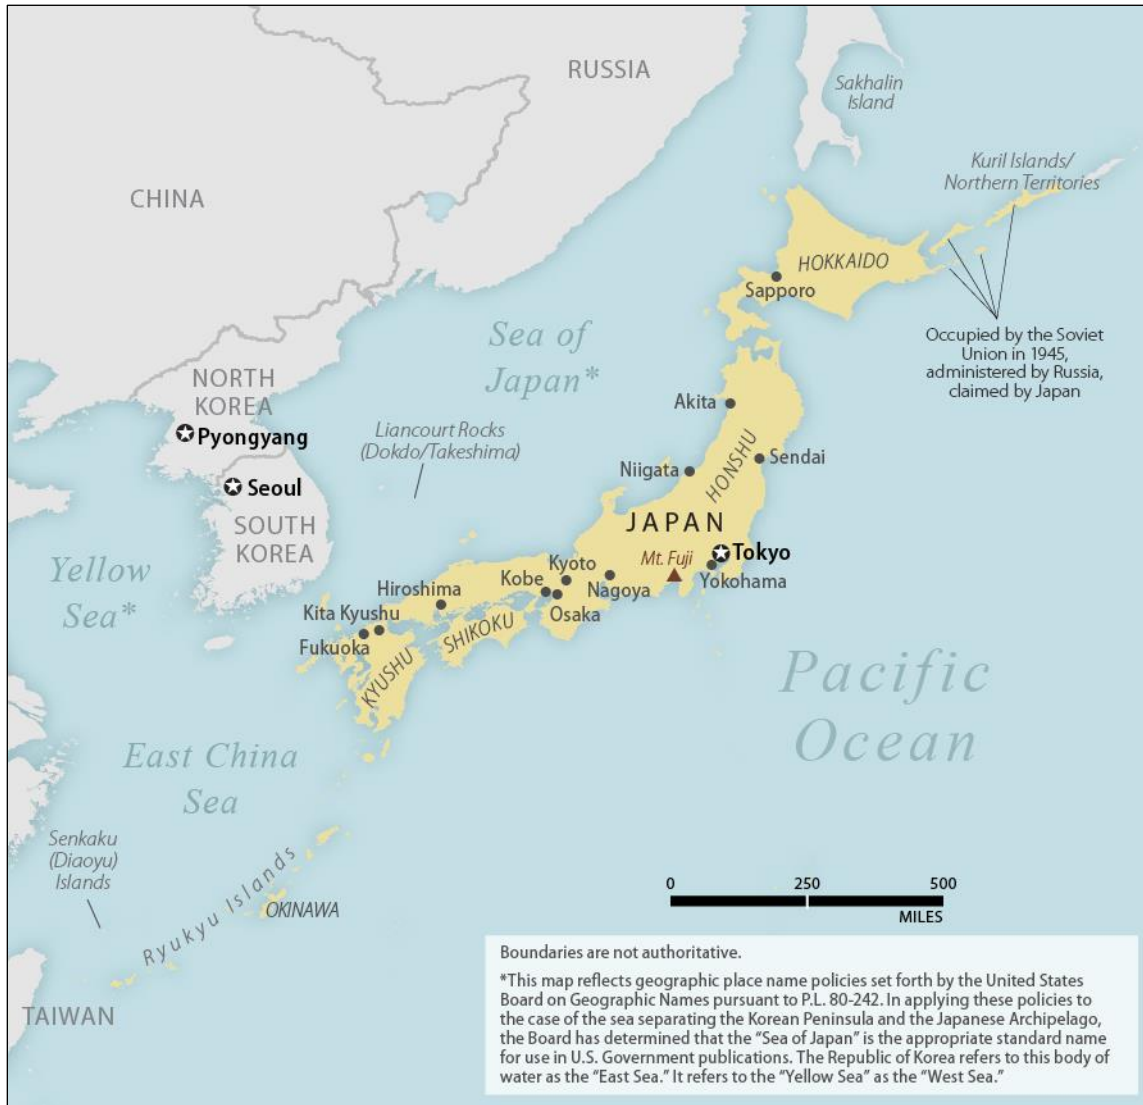 RUSSIA
Sakhalin
Island
Kuril Islands/
Northern Territories
CHINA
HOKKAIDO
Sapporo
Occupied by the Soviet
Union in 1945,
administered by Russia,
claimed by Japan
Sea of
Japan*
NORTH
KOREA
Pyongyang
Akita
Liancourt Rocks
(Dokdo/Takeshima)
HONSHU
Sendai
Niigata
Seoul
SOUTH
KOREA
JAPAN
Tokyo
Mt. Fuji
Yokohama
Yellow
Sea*
Kyoto
Kobe
Nagoya
Osaka
Hiroshima
Kita Kyushu
Fukuoka
SHIKOKU
KYUSHU
Pacific
Ocean
East China
Sea
Senkaku
(Diaoyu)
Islands
Ryukyu Islands
OKINAWA
0 250 500
MILES
TAIWAN
Boundaries are not authoritative.
*This map reflects geographic place name policies set forth by the United States
Board on Geographic Names pursuant to P.L. 80-242. In applying these policies to
the case of the sea separating the Korean Peninsula and the Japanese Archipelago,
the Board has determined that the “Sea of Japan” is the appropriate standard name
for use in U.S. Government publications. The Republic of Korea refers to this body of
water as the “East Sea.” It refers to the “Yellow Sea” as the “West Sea.”